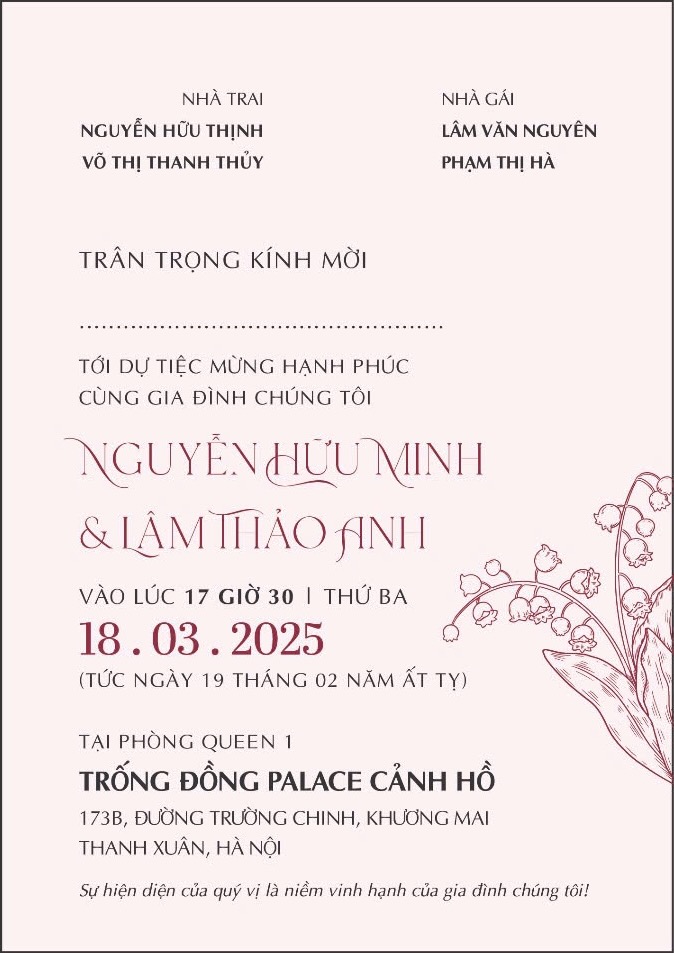 NHÀ TRAI
NGUYỄN HỮU THỊNH
VÕ THỊ THANH THỦY
NHÀ GÁI
LÂM VĂN NGUYÊN
PHẠM THỊ HÀ
TRÂN TRỌNG KÍNH MỜI
................................................
TỚI DỰ TIỆC MỪNG HẠNH PHÚC
CÙNG GIA ĐÌNH CHÚNG TÔI
NGUYỄN HỮU MINH
& LÂM THẢO ANH
VÀO LÚC 17 GIỜ 30 | THỨ BA
18 . 03 . 2025
(TỨC NGÀY 19 THÁNG 02 NĂM ẤT TỴ)
TẠI PHÒNG QUEEN 1
TRỐNG ĐỒNG PALACE CẢNH HỒ
173B, ĐƯỜNG TRƯỜNG CHINH, KHƯƠNG MAI
THANH XUÂN, HÀ NỘI
Sự hiện diện của quý vị là niềm vinh hạnh của gia đình chúng tôi!